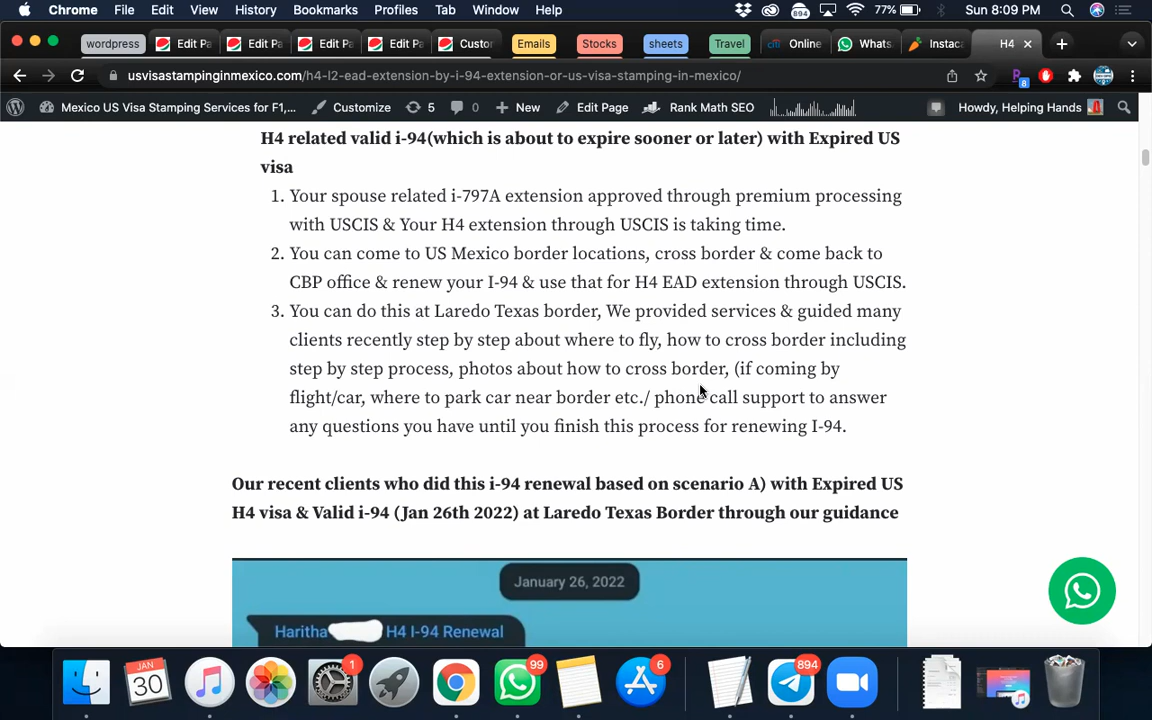 Chrome File Edit View History Bookmarks Profiles Tab Window Help 894 77% Sun 8:09 PM
wordpress Edit Pa Edit Pa Edit Pa Edit Pa Custor Emails Stocks sheets Travel Online Whats Instaca H4
usvisastampinginmexico.com/h4-l2-ead-extension-by-i-94-extension-or-us-visa-stamping-in-mexico/ 8
Mexico US Visa Stamping Services for F1,... Customize 5 0 New Edit Page Rank Math SEO Howdy, Helping Hands
H4 related valid i-94(which is about to expire sooner or later) with Expired US
visa
1. Your spouse related i-797A extension approved through premium processing
with USCIS & Your H4 extension through USCIS is taking time.
2. You can come to US Mexico border locations, cross border & come back to
CBP office & renew your I-94 & use that for H4 EAD extension through USCIS.
3. You can do this at Laredo Texas border, We provided services & guided many
clients recently step by step about where to fly, how to cross border including
step by step process, photos about how to cross border, (if coming by
flight/car, where to park car near border etc./ phone call support to answer
any questions you have until you finish this process for renewing I-94.
Our recent clients who did this i-94 renewal based on scenario A) with Expired US
H4 visa & Valid i-94 (Jan 26th 2022) at Laredo Texas Border through our guidance
January 26, 2022
Haritha H4 I-94 Renewal
JAN 30 1 99 6 894